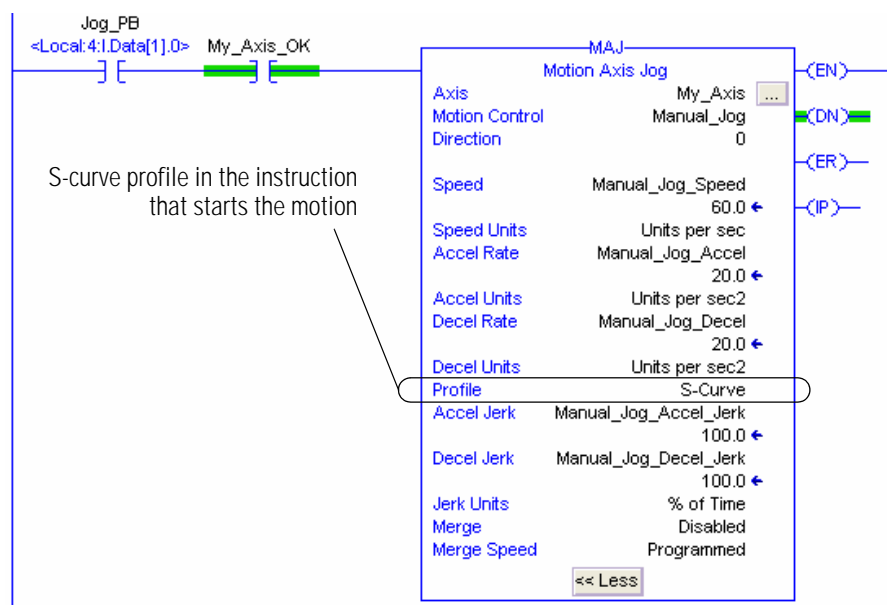 Jog_PB
<Local:4:I.Data[1].0> My_Axis_OK
MAJ
Motion Axis Jog
Axis My_Axis ...
Motion Control Manual_Jog
Direction 0
Speed Manual_Jog_Speed
60.0
Speed Units Units per sec
Accel Rate Manual_Jog_Accel
20.0
Accel Units Units per sec2
Decel Rate Manual_Jog_Decel
20.0
Decel Units Units per sec2
Profile S-Curve
Accel Jerk Manual_Jog_Accel_Jerk
100.0
Decel Jerk Manual_Jog_Decel_Jerk
100.0
Jerk Units % of Time
Merge Disabled
Merge Speed Programmed
<< Less
(EN)
(DN)
(ER)
(IP)
S-curve profile in the instruction
that starts the motion